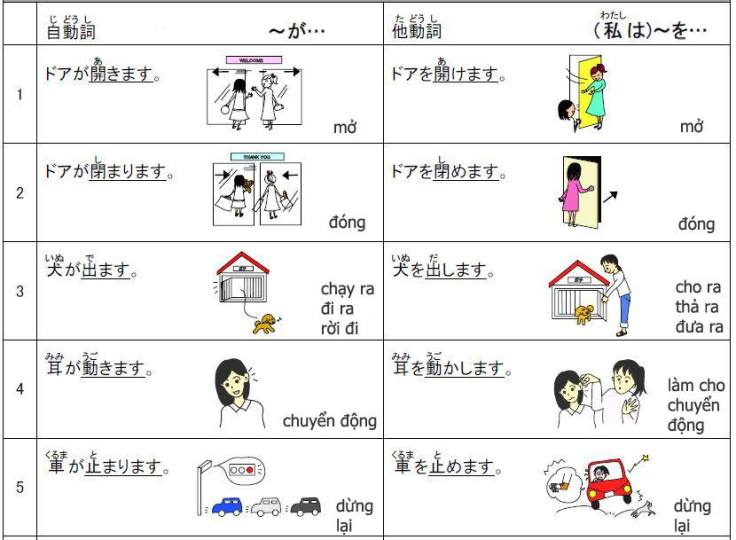 じ どうし
自動詞 ～が…
た どうし わたし
他動詞 (私は)～を…
1
あ
ドアが開きます。
WELCOME
mở
あ
ドアを開けます。
mở
2
し
ドアが閉まります。
THANK YOU
đóng
し
ドアを閉めます。
đóng
3
いぬ で
犬が出ます。
chạy ra
đi ra
rời đi
いぬ だ
犬を出します。
cho ra
thả ra
đưa ra
4
みみ うご
耳が動きます。
chuyển động
みみ うご
耳を動かします。
làm cho
chuyển
động
5
くるま と
車が止まります。
dừng
lại
くるま と
車を止めます。
dừng
lại